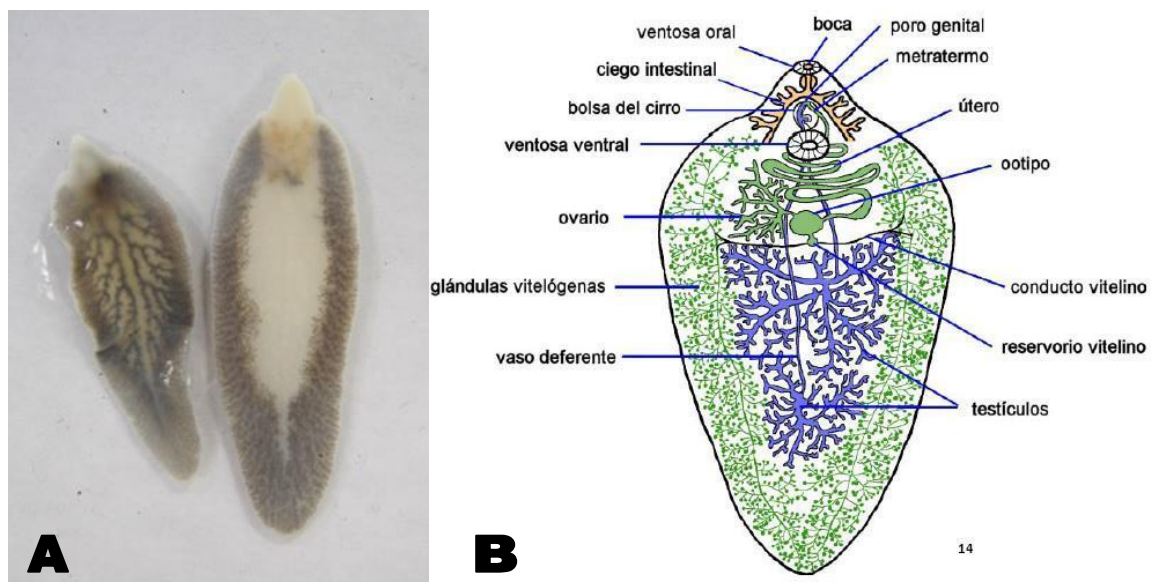 boca
poro genital
ventosa oral
metratermo
ciego intestinal
bolsa del cirro
útero
ventosa ventral
ootipo
ovario
glándulas vitelógenas
conducto vitelino
reservorio vitelino
vaso deferente
testículos
14
A
B